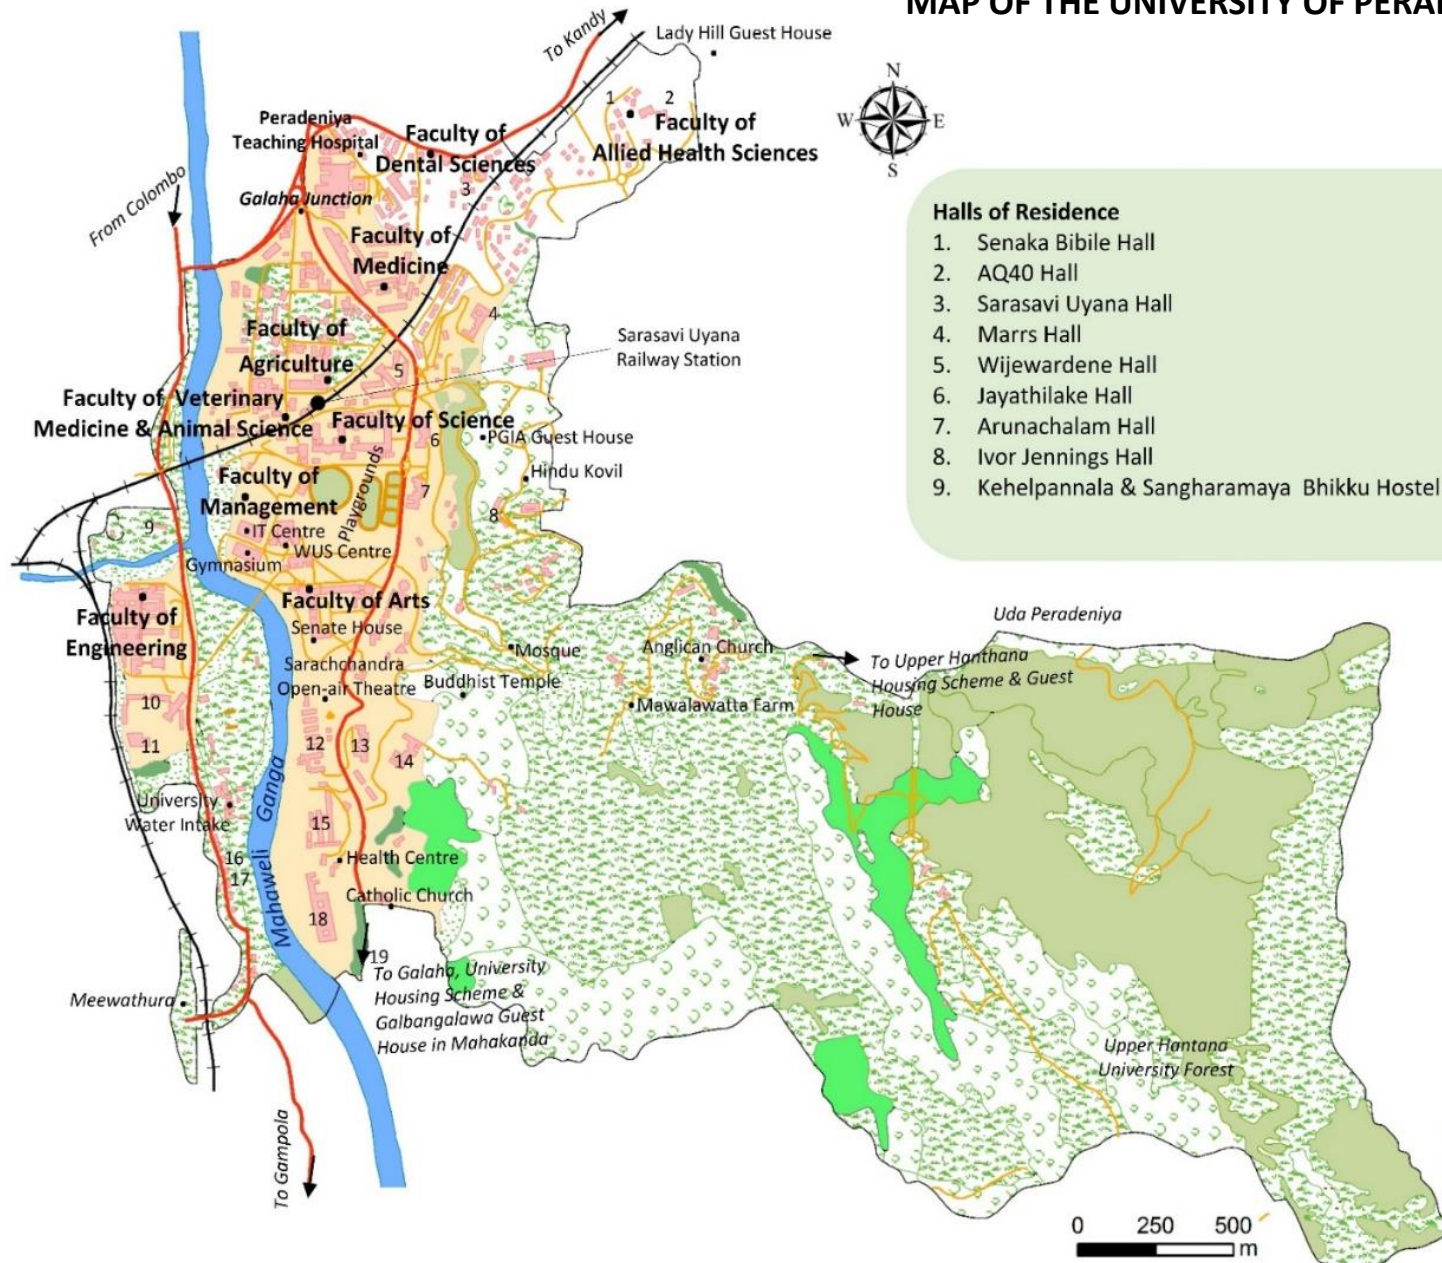 MAP OF THE UNIVERSITY OF
To Kandy
Lady Hill Guest House
N
W
E
S
1
2
Peradeniya
Teaching Hospital
Faculty of
Dental Sciences
Faculty of
Allied Health Sciences
3
From Colombo
Galaha Junction
Faculty of
Medicine
Halls of Residence
1. Senaka Bibile Hall
2. AQ40 Hall
3. Sarasavi Uyana Hall
4. Marrs Hall
5. Wijewardene Hall
6. Jayathilake Hall
7. Arunachalam Hall
8. Ivor Jennings Hall
9. Kehelpannala & Sangharamaya Bhikku Hostel
4
Faculty of
Agriculture
Sarasavi Uyana
Railway Station
5
Faculty of Veterinary
Medicine & Animal Science
Faculty of Science
6
PGIA Guest House
Hindu Kovil
Faculty of
Management
Playgrounds
7
8
9
IT Centre
WUS Centre
Gymnasium
Faculty of
Engineering
Faculty of Arts
Senate House
Sarachchandra
Open-air Theatre
Mosque
Buddhist Temple
Anglican Church
Mawalawatta Farm
Uda Peradeniya
To Upper Hanthana
Housing Scheme & Guest
House
10
11
12
13
14
University
Water Intake
Mahaweli Ganga
15
16
17
Health Centre
Catholic Church
18
19
To Galaha, University
Housing Scheme &
Galbangalawa Guest
House in Mahakanda
Meewathura
To Gampola
Upper Hantana
University Forest
0 250 500
m